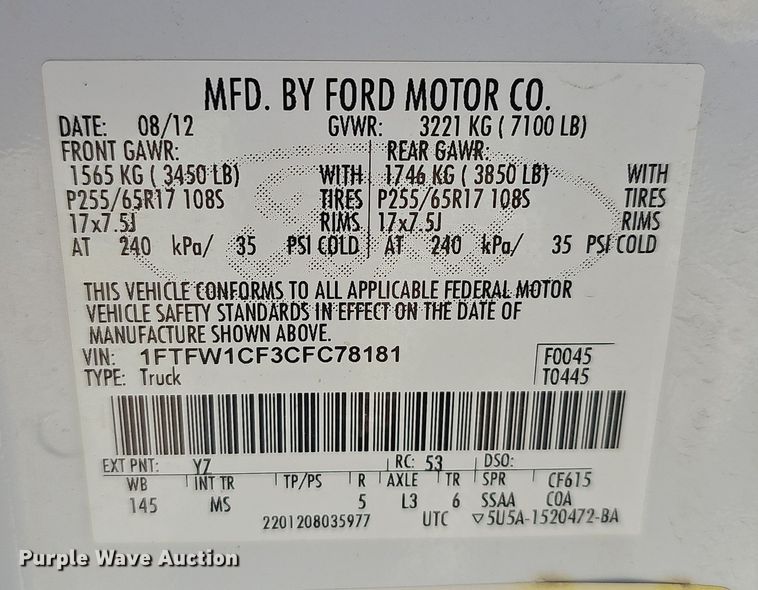 MFD. BY FORD MOTOR CO.
DATE: 08/12 GVWR: 3221 KG ( 7100 LB)
FRONT GAWR: REAR GAWR:
1565 KG ( 3450 LB) WITH 1746 KG ( 3850 LB) WITH
P255/65R17 108S TIRES P255/65R17 108S TIRES
17x7.5J RIMS 17x7.5J RIMS
AT 240 kPa/ 35 PSI COLD AT 240 kPa/ 35 PSI COLD
THIS VEHICLE CONFORMS TO ALL APPLICABLE FEDERAL MOTOR
VEHICLE SAFETY STANDARDS IN EFFECT ON THE DATE OF
MANUFACTURE SHOWN ABOVE.
VIN: 1FTFW1CF3CFC78181 F0045
TYPE: Truck T0445
EXT PNT: YZ RC: 53 DSO:
WB INT TR TP/PS R AXLE TR SPR CF615
145 MS 5 L3 6 SSAA COA
2201208035977 UTC ▽5U5A-1520472-BA
Purple Wave Auction